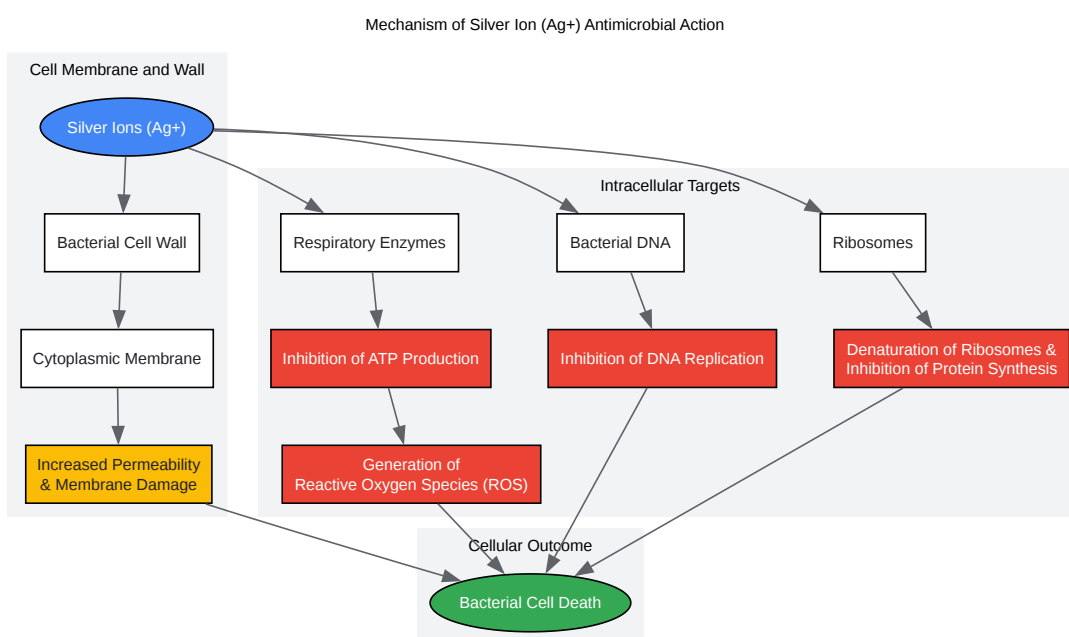 Mechanism of Silver Ion (Ag+) Antimicrobial Action
Cell Membrane and Wall
Silver Ions (Ag+)
Intracellular Targets
Bacterial Cell Wall
Respiratory Enzymes
Bacterial DNA
Ribosomes
Cytoplasmic Membrane
Inhibition of ATP Production
Inhibition of DNA Replication
Denaturation of Ribosomes &
Inhibition of Protein Synthesis
Increased Permeability
& Membrane Damage
Generation of
Reactive Oxygen Species (ROS)
Cellular Outcome
Bacterial Cell Death